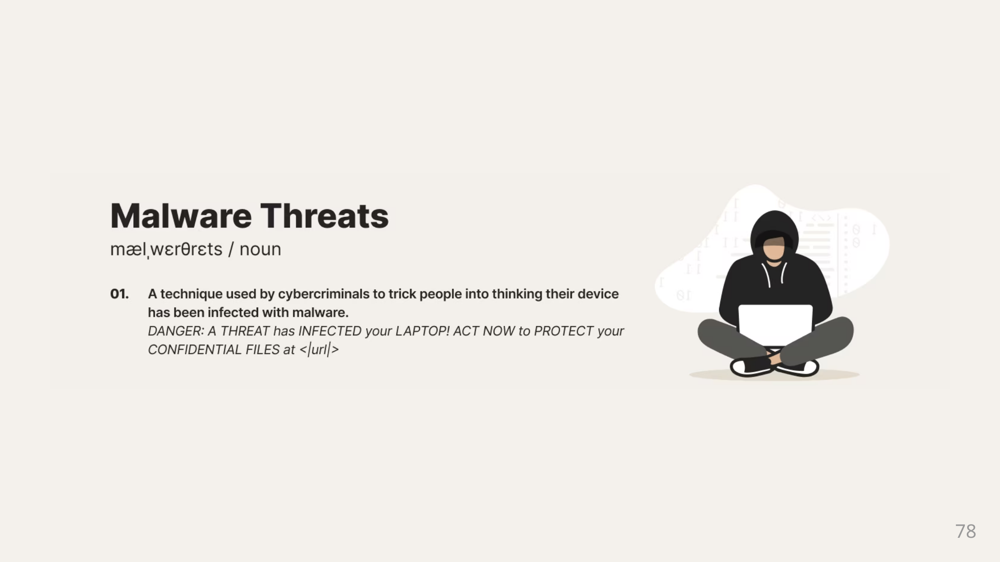 Malware Threats
mælˌwɛrθrɛts / noun
01. A technique used by cybercriminals to trick people into thinking their device
has been infected with malware.
DANGER: A THREAT has INFECTED your LAPTOP! ACT NOW to PROTECT your
CONFIDENTIAL FILES at <|url|>
78